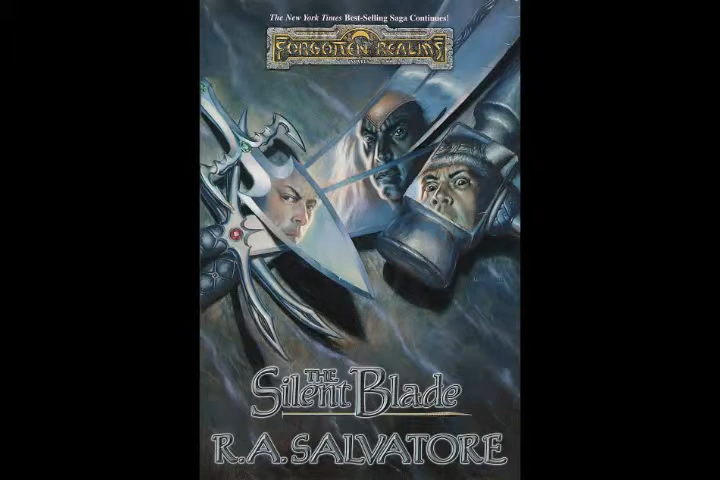 The New York Times Best-Selling Saga Continues!
FORGOTTEN REALMS
THE
Silent Blade
R.A. SALVATORE